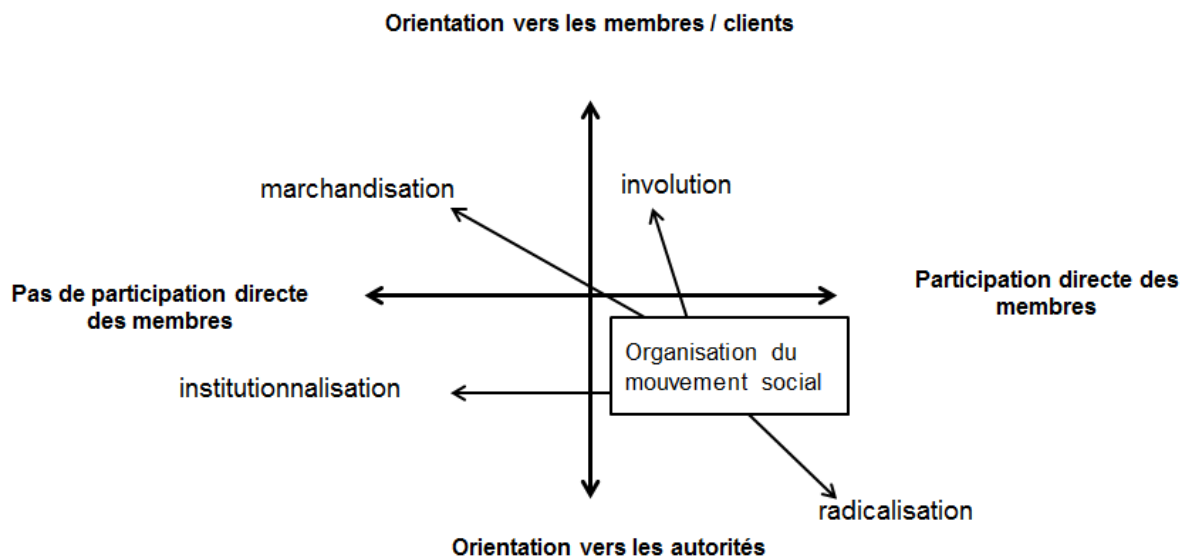 Orientation vers les membres / clients
marchandisation
involution
Pas de participation directe
des membres
Participation directe des
membres
Organisation du
mouvement social
institutionnalisation
radicalisation
Orientation vers les autorités